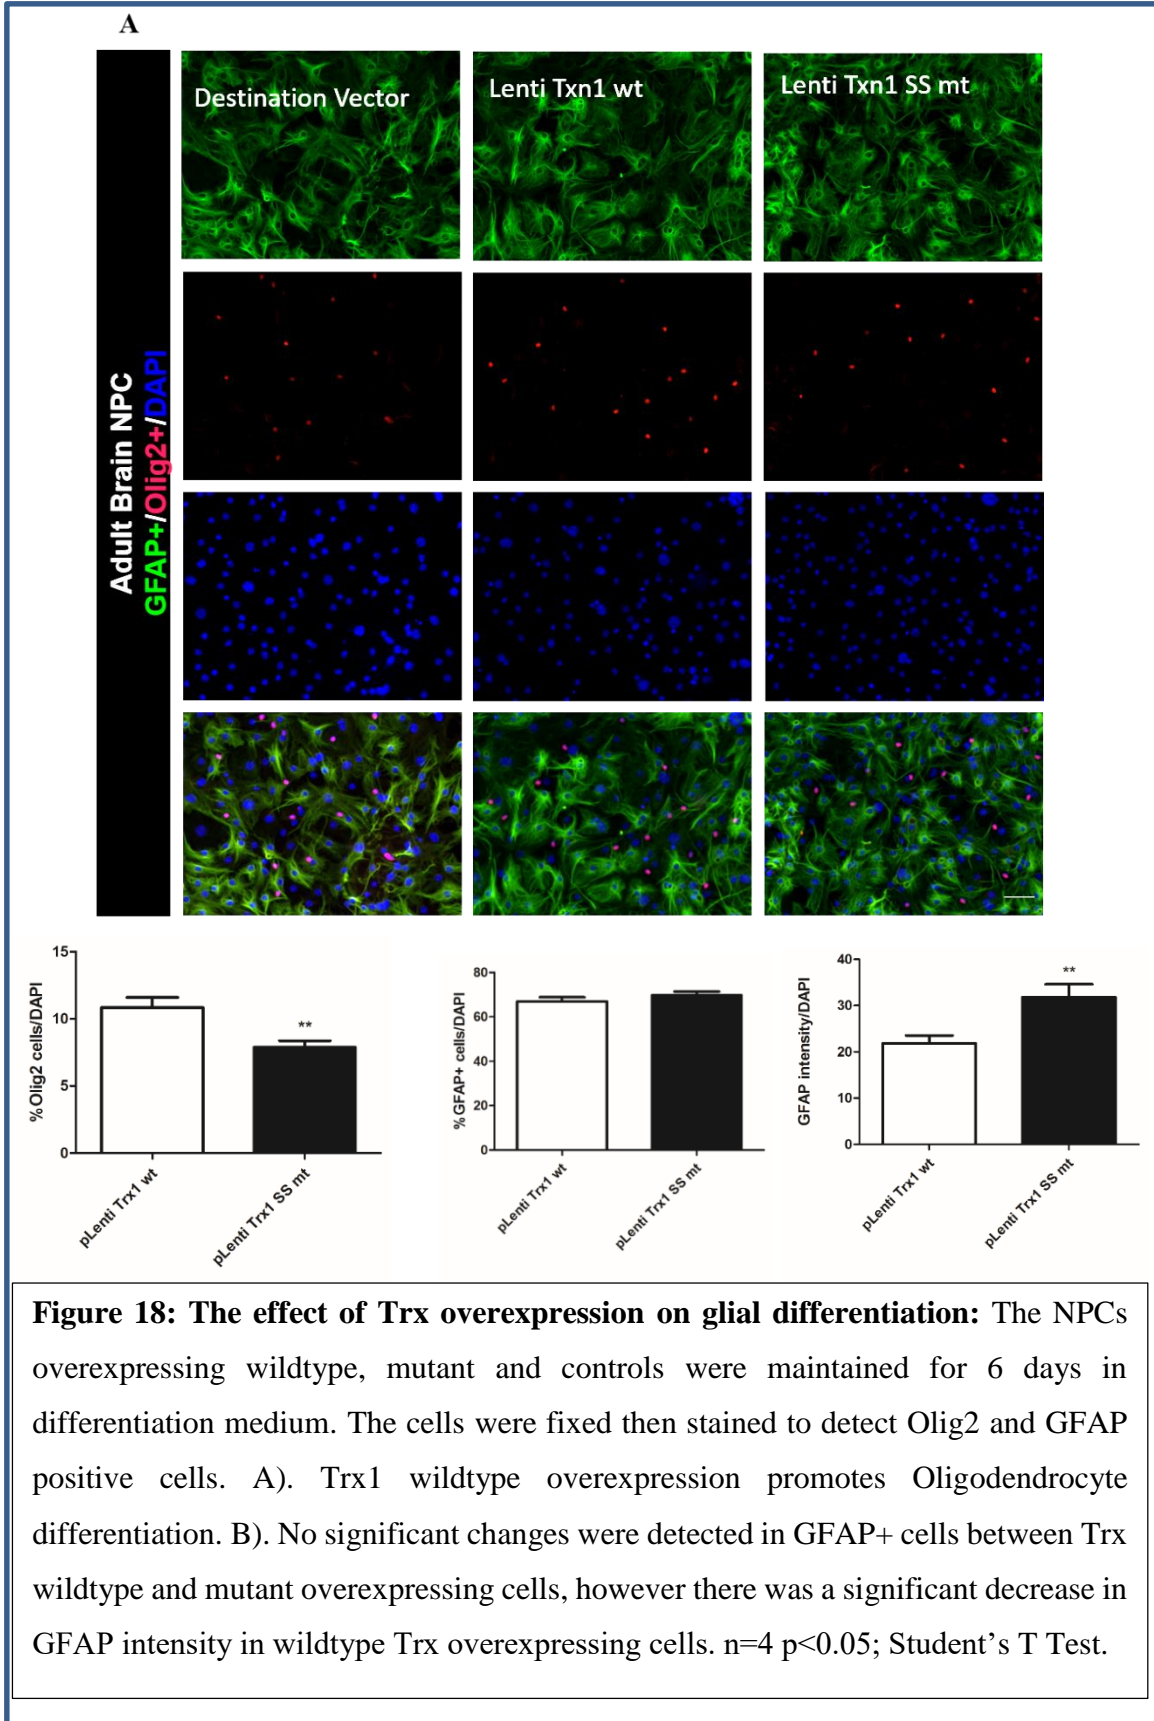 A
Destination Vector
Lenti Txn1 wt
Lenti Txn1 SS mt
Adult Brain NPC
GFAP+/Olig2+/DAPI
15
10
5
0
%Olig2 cells/DAPI
**
pLenti Trx1 wt
pLenti Trx1 SS mt
80
60
40
20
0
%GFAP+ cells/DAPI
pLenti Trx1 wt
pLenti Trx1 SS mt
40
30
20
10
0
GFAP intensity/DAPI
**
pLenti Trx1 wt
pLenti Trx1 SS mt
Figure 18: The effect of Trx overexpression on glial differentiation: The NPCs
overexpressing wildtype, mutant and controls were maintained for 6 days in
differentiation medium. The cells were fixed then stained to detect Olig2 and GFAP
positive cells. A). Trx1 wildtype overexpression promotes Oligodendrocyte
differentiation. B). No significant changes were detected in GFAP+ cells between Trx
wildtype and mutant overexpressing cells, however there was a significant decrease in
GFAP intensity in wildtype Trx overexpressing cells. n=4 p<0.05; Student’s T Test.